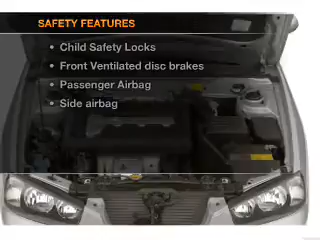 SAFETY FEATURES
• Child Safety Locks
• Front Ventilated disc brakes
• Passenger Airbag
• Side airbag